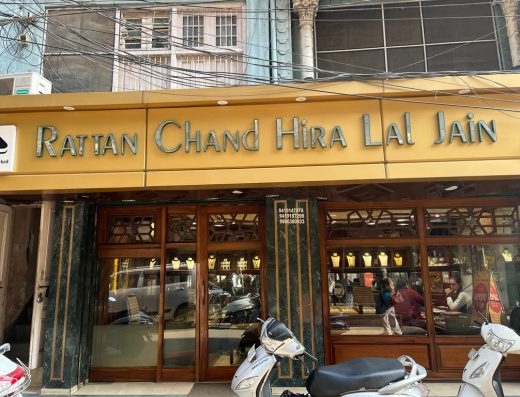 RATTAN CHAND HIRA LAL JAIN